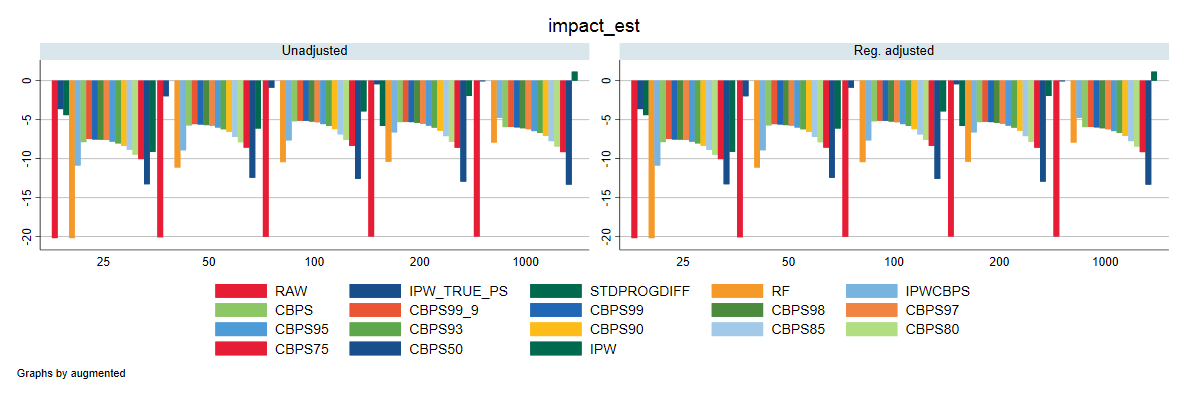 impact_est
Unadjusted Reg. adjusted
0 0
-5 -5
-10 -10
-15 -15
-20 -20
25 50 100 200 1000 25 50 100 200 1000
RAW IPW_TRUE_PS STDPROGDIFF RF IPWCBPS
CBPS CBPS99_9 CBPS99 CBPS98 CBPS97
CBPS95 CBPS93 CBPS90 CBPS85 CBPS80
CBPS75 CBPS50 IPW
Graphs by augmented